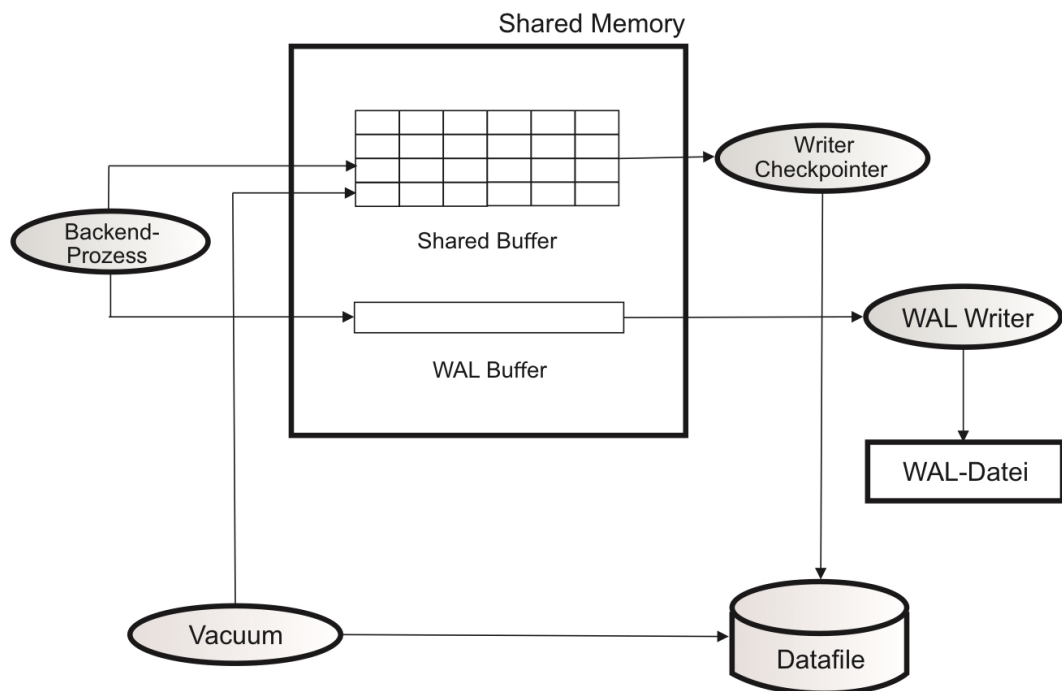 Shared Memory
Writer
Checkpointer
Backend-
Prozess
Shared Buffer
WAL Writer
WAL Buffer
WAL-Datei
Vacuum
Datafile